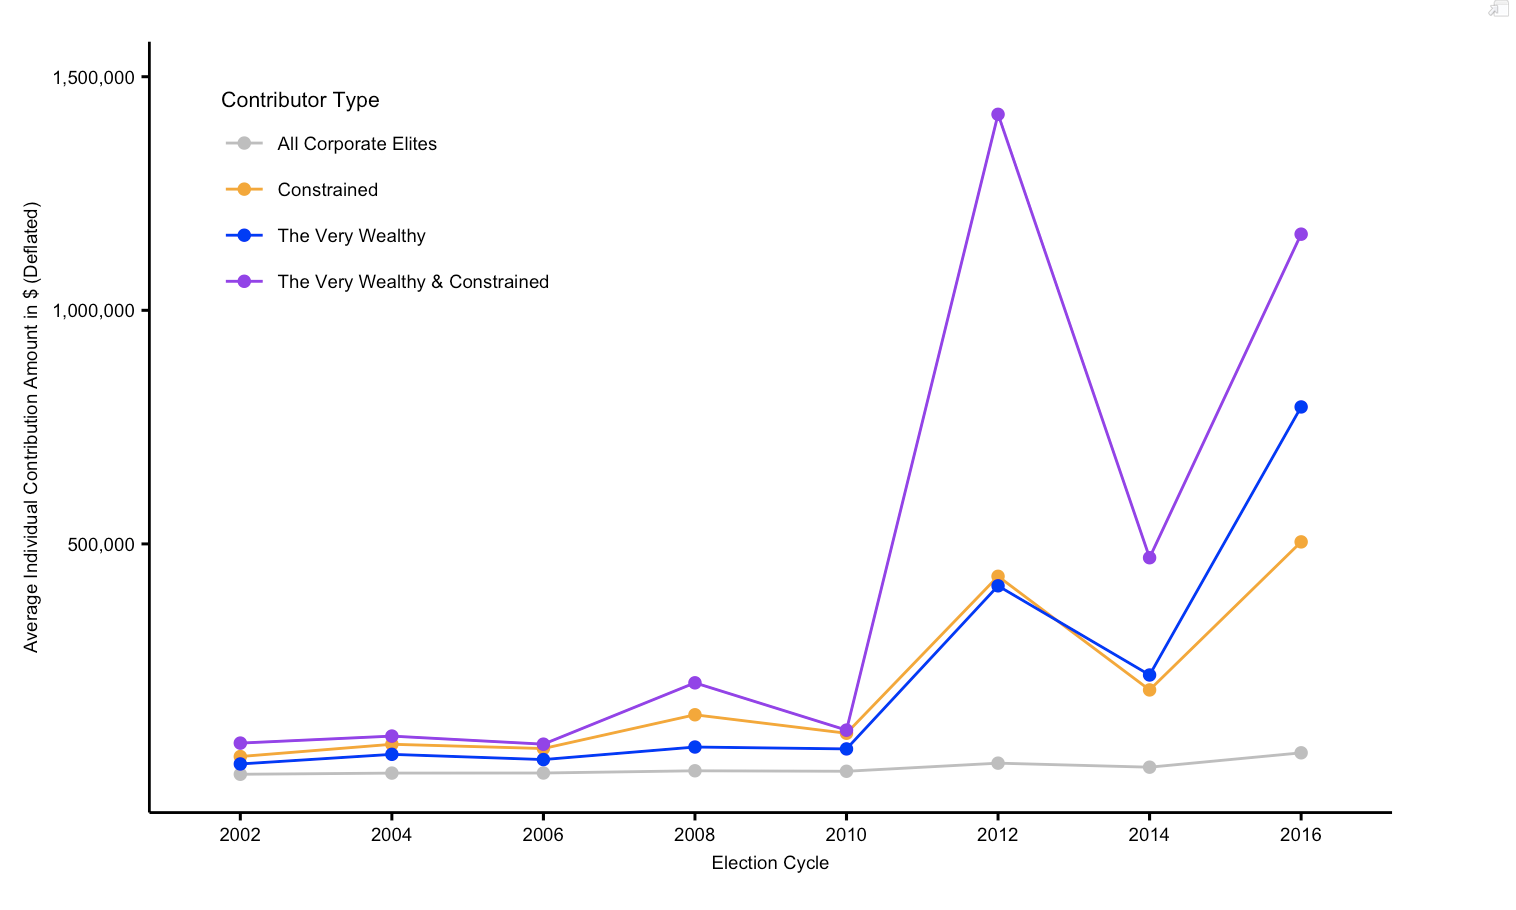 Contributor Type
All Corporate Elites
Constrained
The Very Wealthy
The Very Wealthy & Constrained
Average Individual Contribution Amount in $ (Deflated)
1,500,000
1,000,000
500,000
2002 2004 2006 2008 2010 2012 2014 2016
Election Cycle